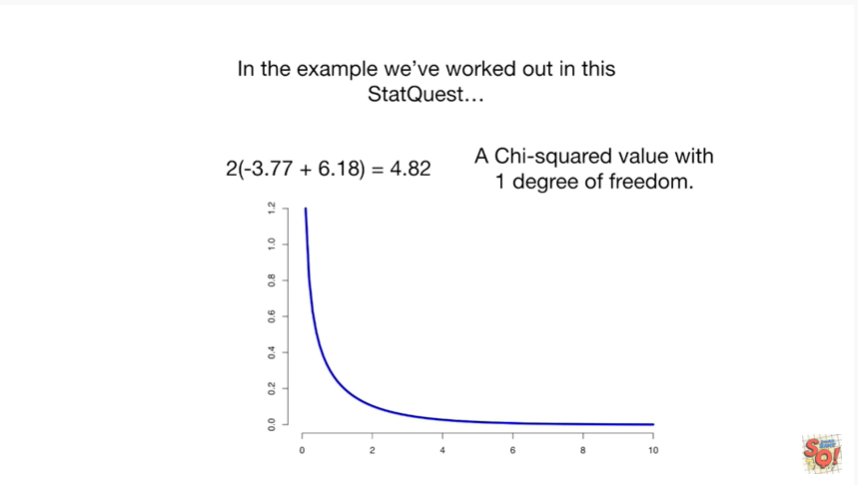 In the example we've worked out in this
StatQuest...
2(-3.77 + 6.18) = 4.82
A Chi-squared value with
1 degree of freedom.
1.2
1.0
0.8
0.6
0.4
0.2
0.0
0 2 4 6 8 10
SQ!